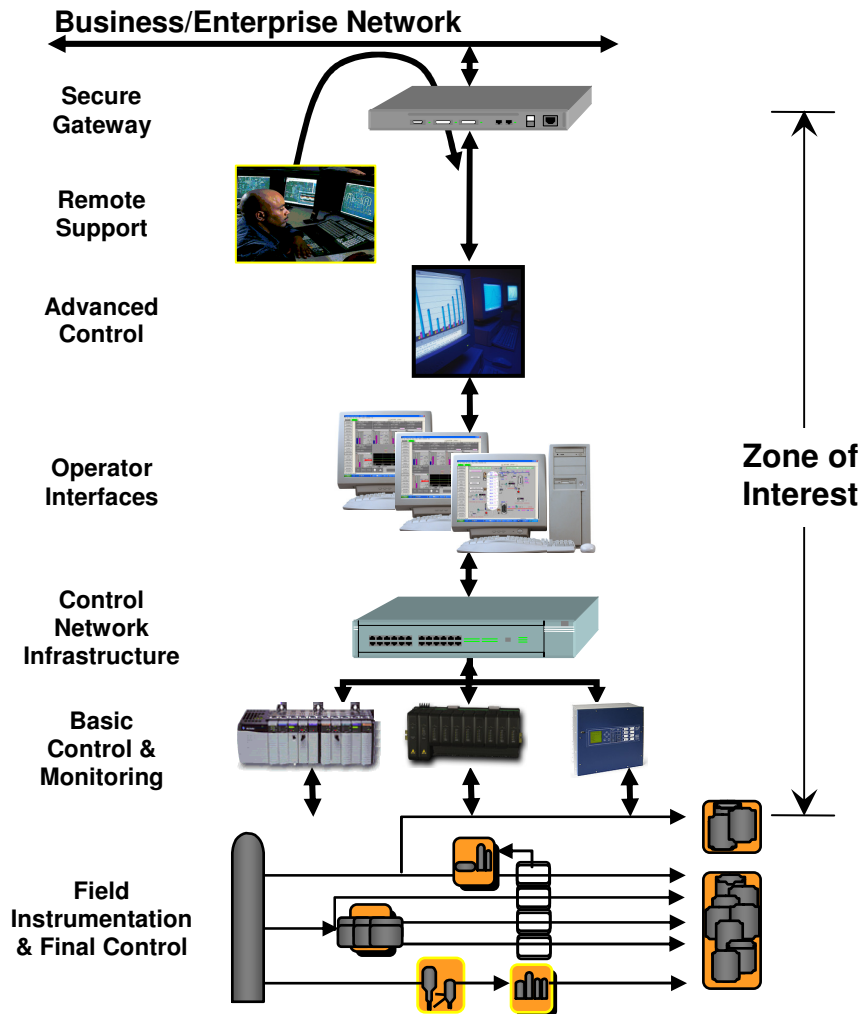 Business/Enterprise Network
Secure
Gateway
Remote
Support
Advanced
Control
Operator
Interfaces
Zone of
Interest
Control
Network
Infrastructure
Basic
Control &
Monitoring
Field
Instrumentation
& Final Control